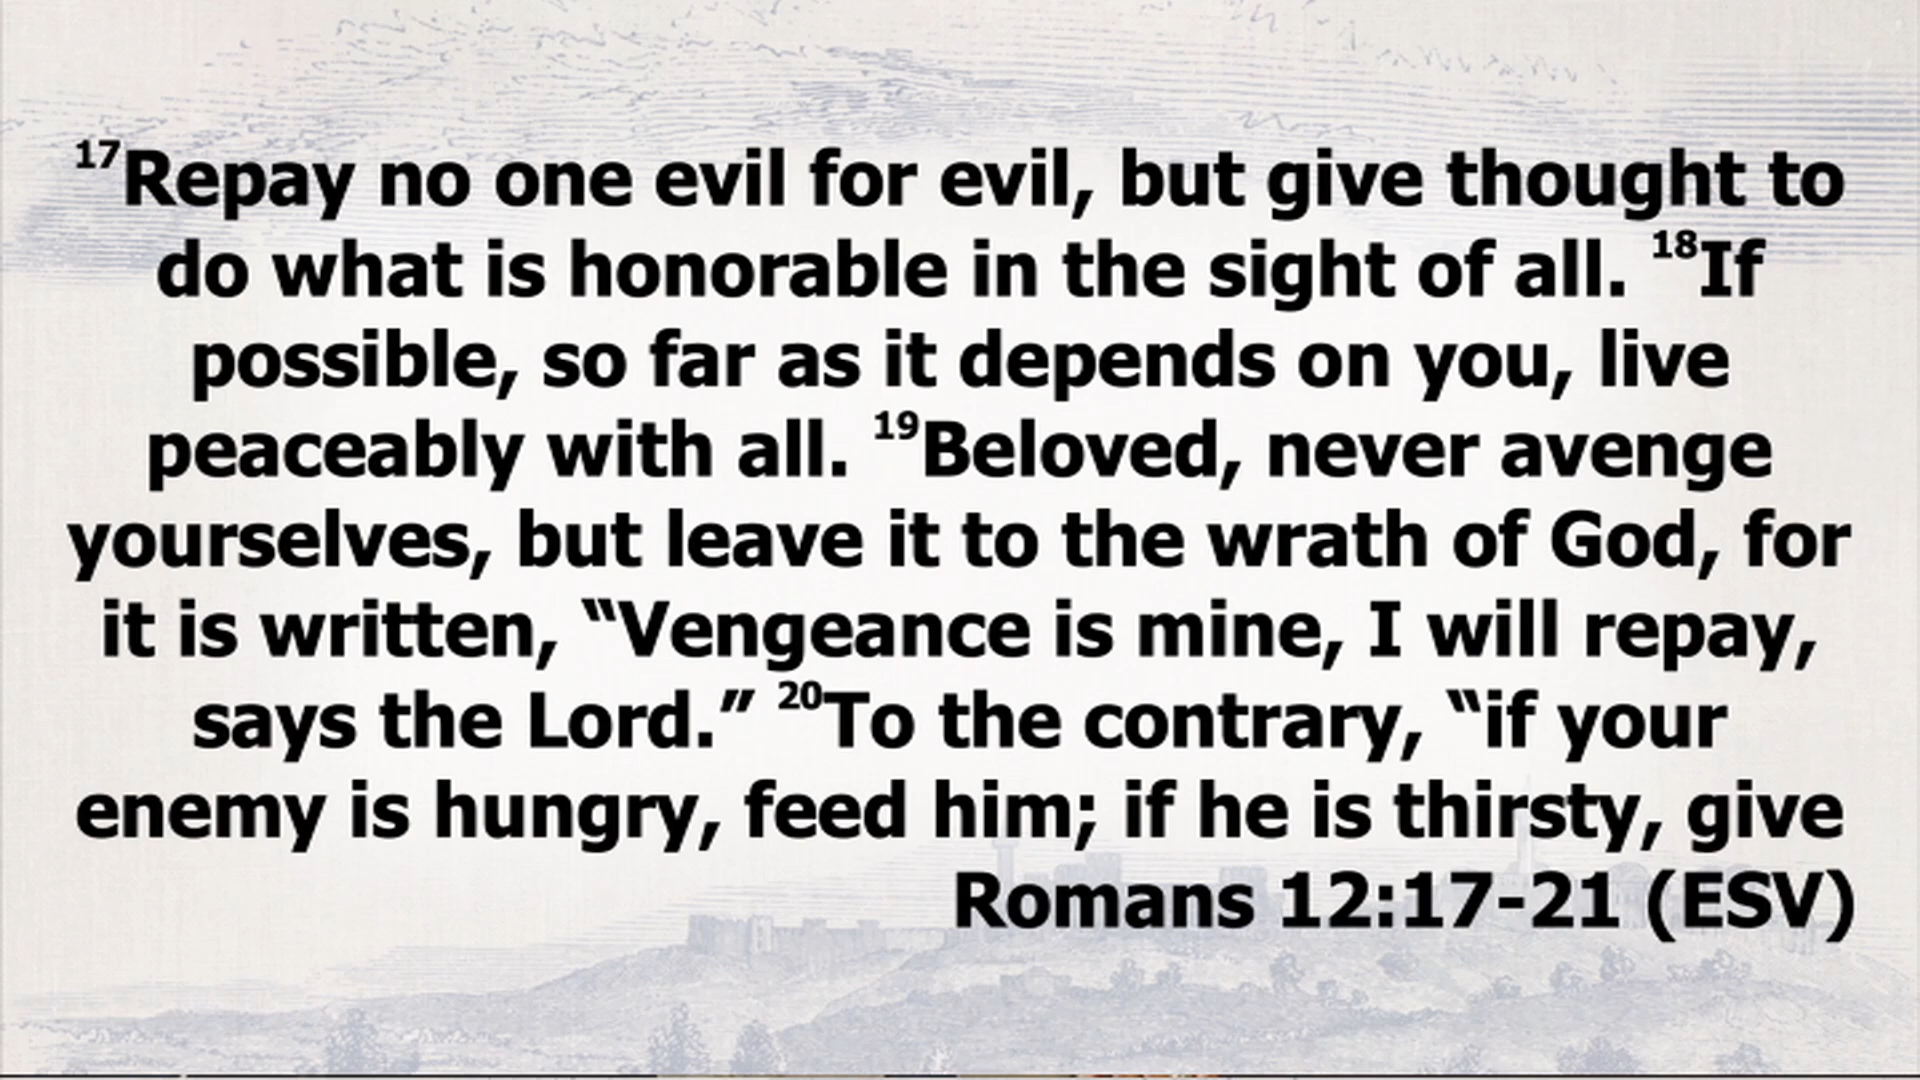 17Repay no one evil for evil, but give thought to
do what is honorable in the sight of all. 18If
possible, so far as it depends on you, live
peaceably with all. 19Beloved, never avenge
yourselves, but leave it to the wrath of God, for
it is written, “Vengeance is mine, I will repay,
says the Lord.” 20To the contrary, “if your
enemy is hungry, feed him; if he is thirsty, give
Romans 12:17-21 (ESV)